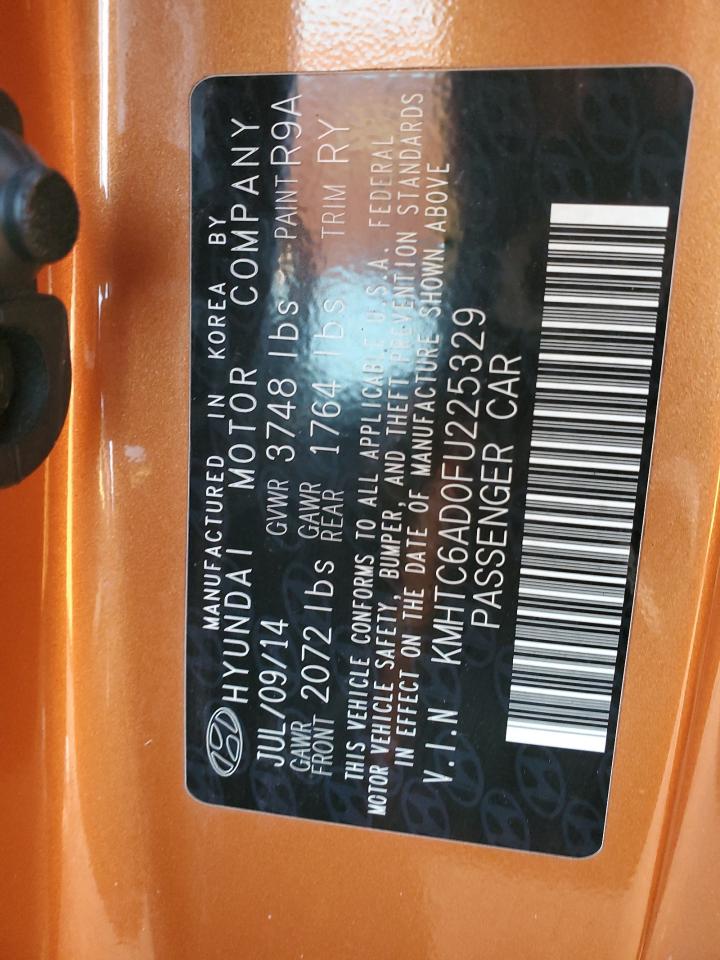 MANUFACTURED IN KOREA BY
HYUNDAI MOTOR COMPANY
JUL/09/14 GVWR 3748 lbs PAINT R9A
GAWR FRONT 2072 lbs GAWR REAR 1764 lbs TRIM RY
THIS VEHICLE CONFORMS TO ALL APPLICABLE U.S.A. FEDERAL
MOTOR VEHICLE SAFETY, BUMPER, AND THEFT PREVENTION STANDARDS
IN EFFECT ON THE DATE OF MANUFACTURE SHOWN ABOVE
V.I.N KMHTC6AD0FU225329
PASSENGER CAR